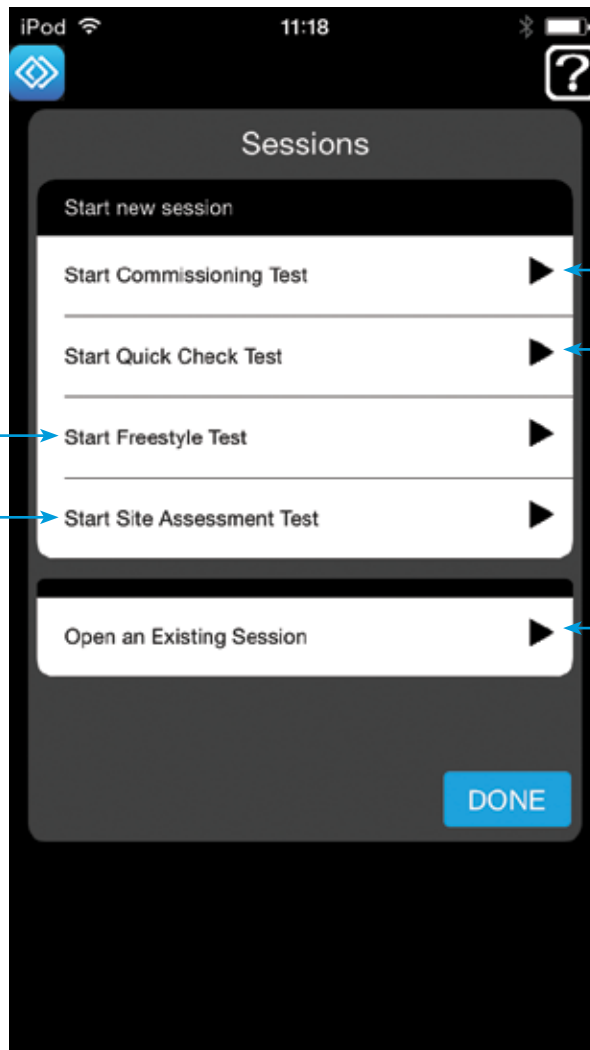 iPod 11:18
?
Sessions
Start new session
Start Commissioning Test
Start Quick Check Test
Start Freestyle Test
Start Site Assessment Test
Open an Existing Session
DONE